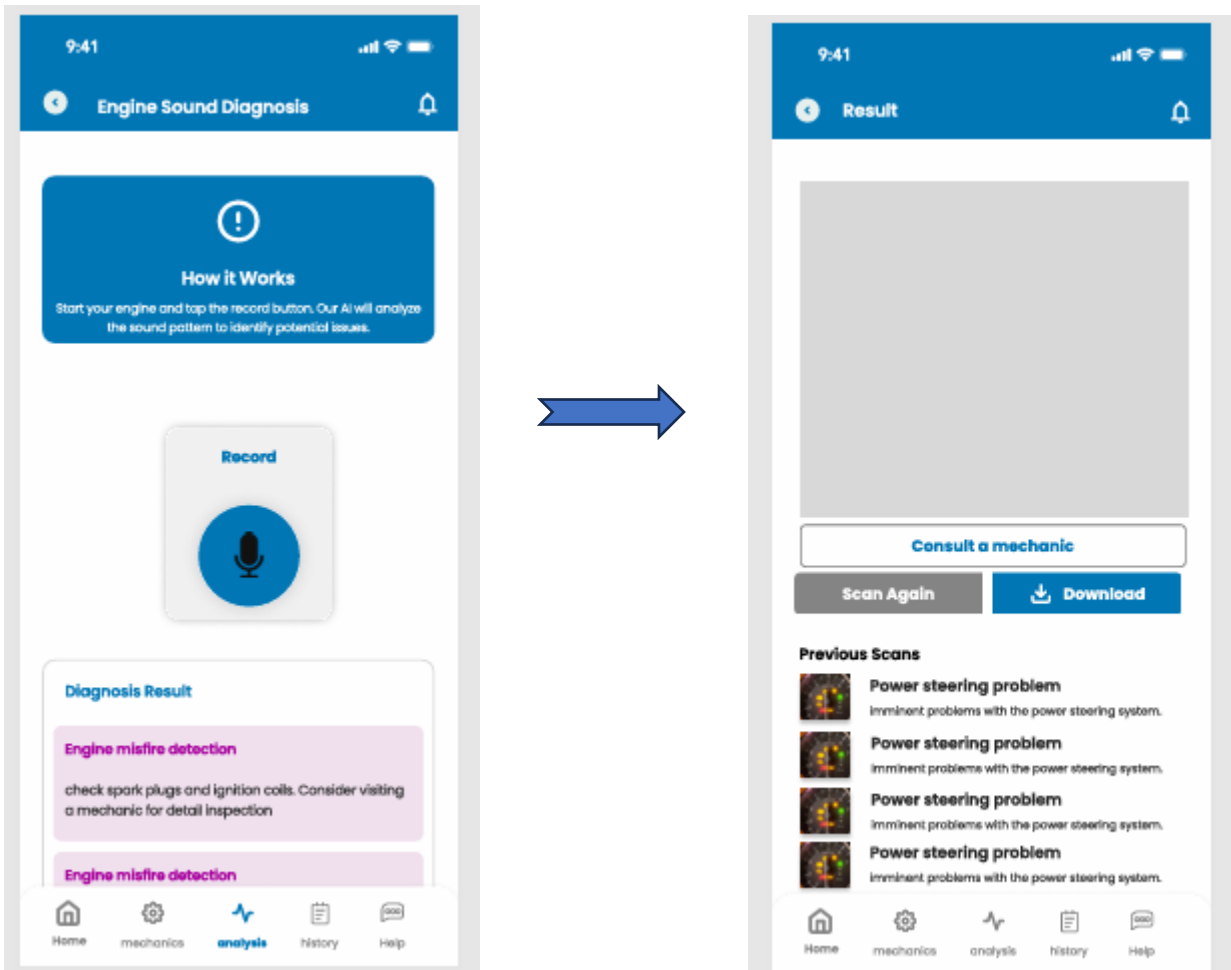 9:41
Engine Sound Diagnosis
How it Works
Start your engine and tap the record button. Our AI will analyze
the sound pattern to identify potential issues.
Record
Diagnosis Result
Engine misfire detection
check spark plugs and ignition coils. Consider visiting
a mechanic for detail inspection
Engine misfire detection
Home
mechanics
analysis
history
Help
9:41
Result
Consult a mechanic
Scan Again
Download
Previous Scans
Power steering problem
imminent problems with the power steering system.
Power steering problem
imminent problems with the power steering system.
Power steering problem
imminent problems with the power steering system.
Power steering problem
imminent problems with the power steering system.
Home
mechanics
analysis
history
Help